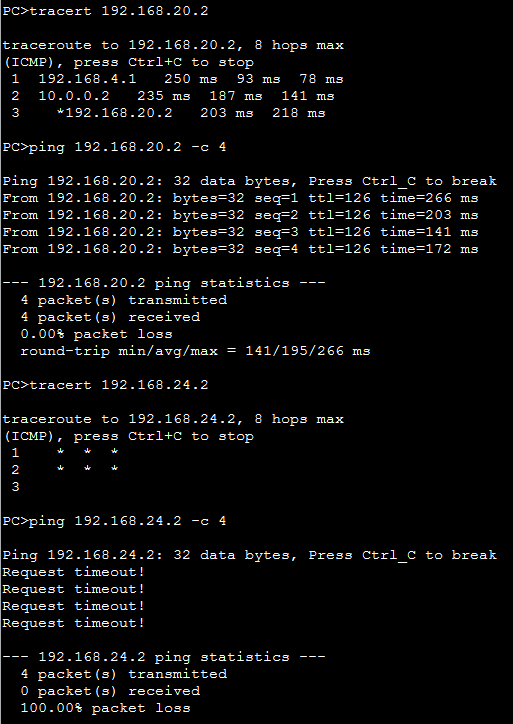 PC>tracert 192.168.20.2
traceroute to 192.168.20.2, 8 hops max
(ICMP), press Ctrl+C to stop
1 192.168.4.1 250 ms 93 ms 78 ms
2 10.0.0.2 235 ms 187 ms 141 ms
3 *192.168.20.2 203 ms 218 ms
PC>ping 192.168.20.2 -c 4
Ping 192.168.20.2: 32 data bytes, Press Ctrl_C to break
From 192.168.20.2: bytes=32 seq=1 ttl=126 time=266 ms
From 192.168.20.2: bytes=32 seq=2 ttl=126 time=203 ms
From 192.168.20.2: bytes=32 seq=3 ttl=126 time=141 ms
From 192.168.20.2: bytes=32 seq=4 ttl=126 time=172 ms
--- 192.168.20.2 ping statistics ---
4 packet(s) transmitted
4 packet(s) received
0.00% packet loss
round-trip min/avg/max = 141/195/266 ms
PC>tracert 192.168.24.2
traceroute to 192.168.24.2, 8 hops max
(ICMP), press Ctrl+C to stop
1 * * *
2 * * *
3
PC>ping 192.168.24.2 -c 4
Ping 192.168.24.2: 32 data bytes, Press Ctrl_C to break
Request timeout!
Request timeout!
Request timeout!
Request timeout!
--- 192.168.24.2 ping statistics ---
4 packet(s) transmitted
0 packet(s) received
100.00% packet loss